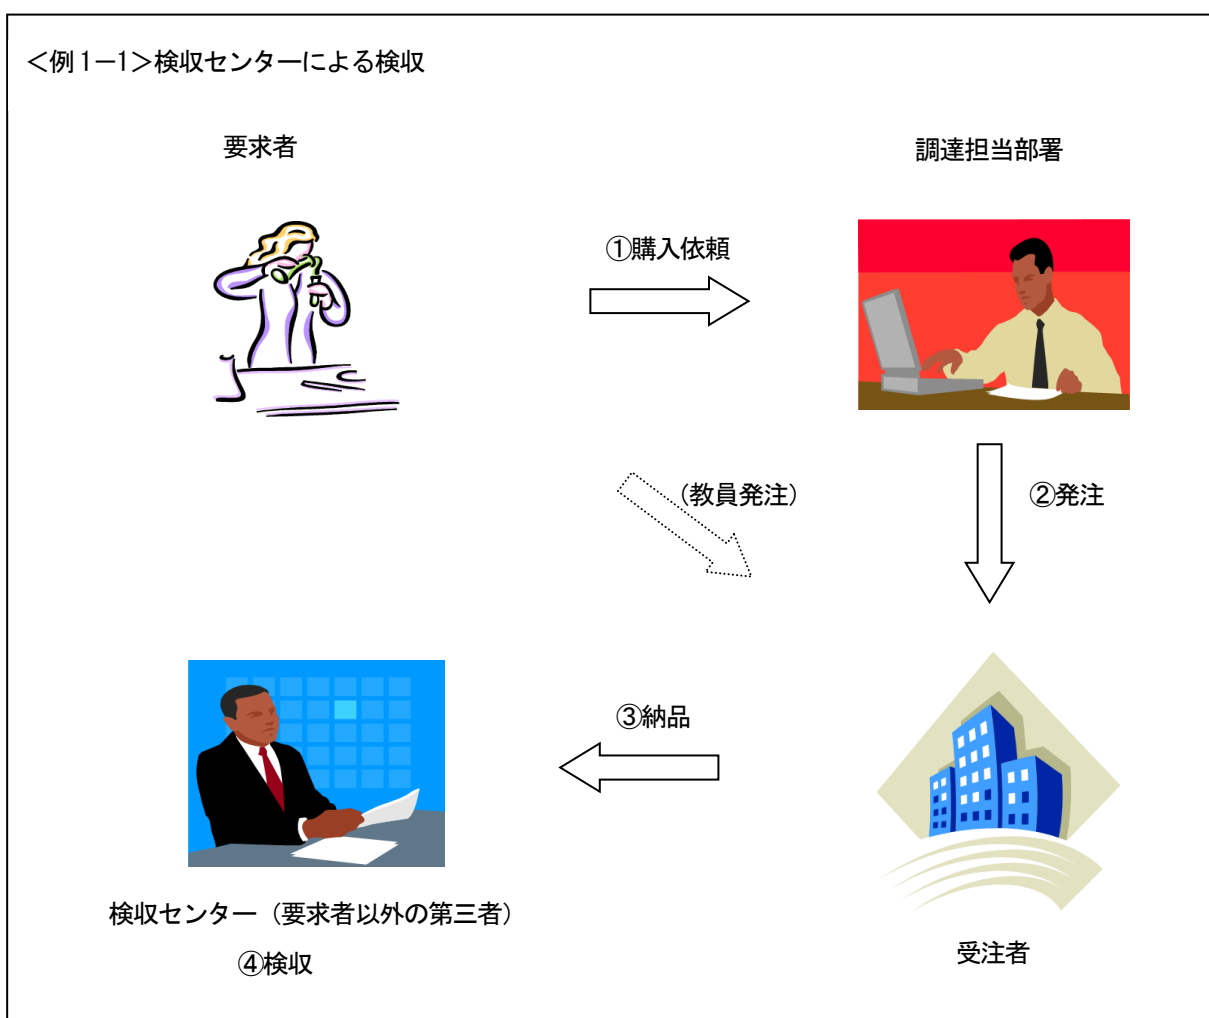 ＜例１－１＞検収センターによる検収
要求者
調達担当部署
①購入依頼
（教員発注）
②発注
③納品
検収センター（要求者以外の第三者）
④検収
受注者